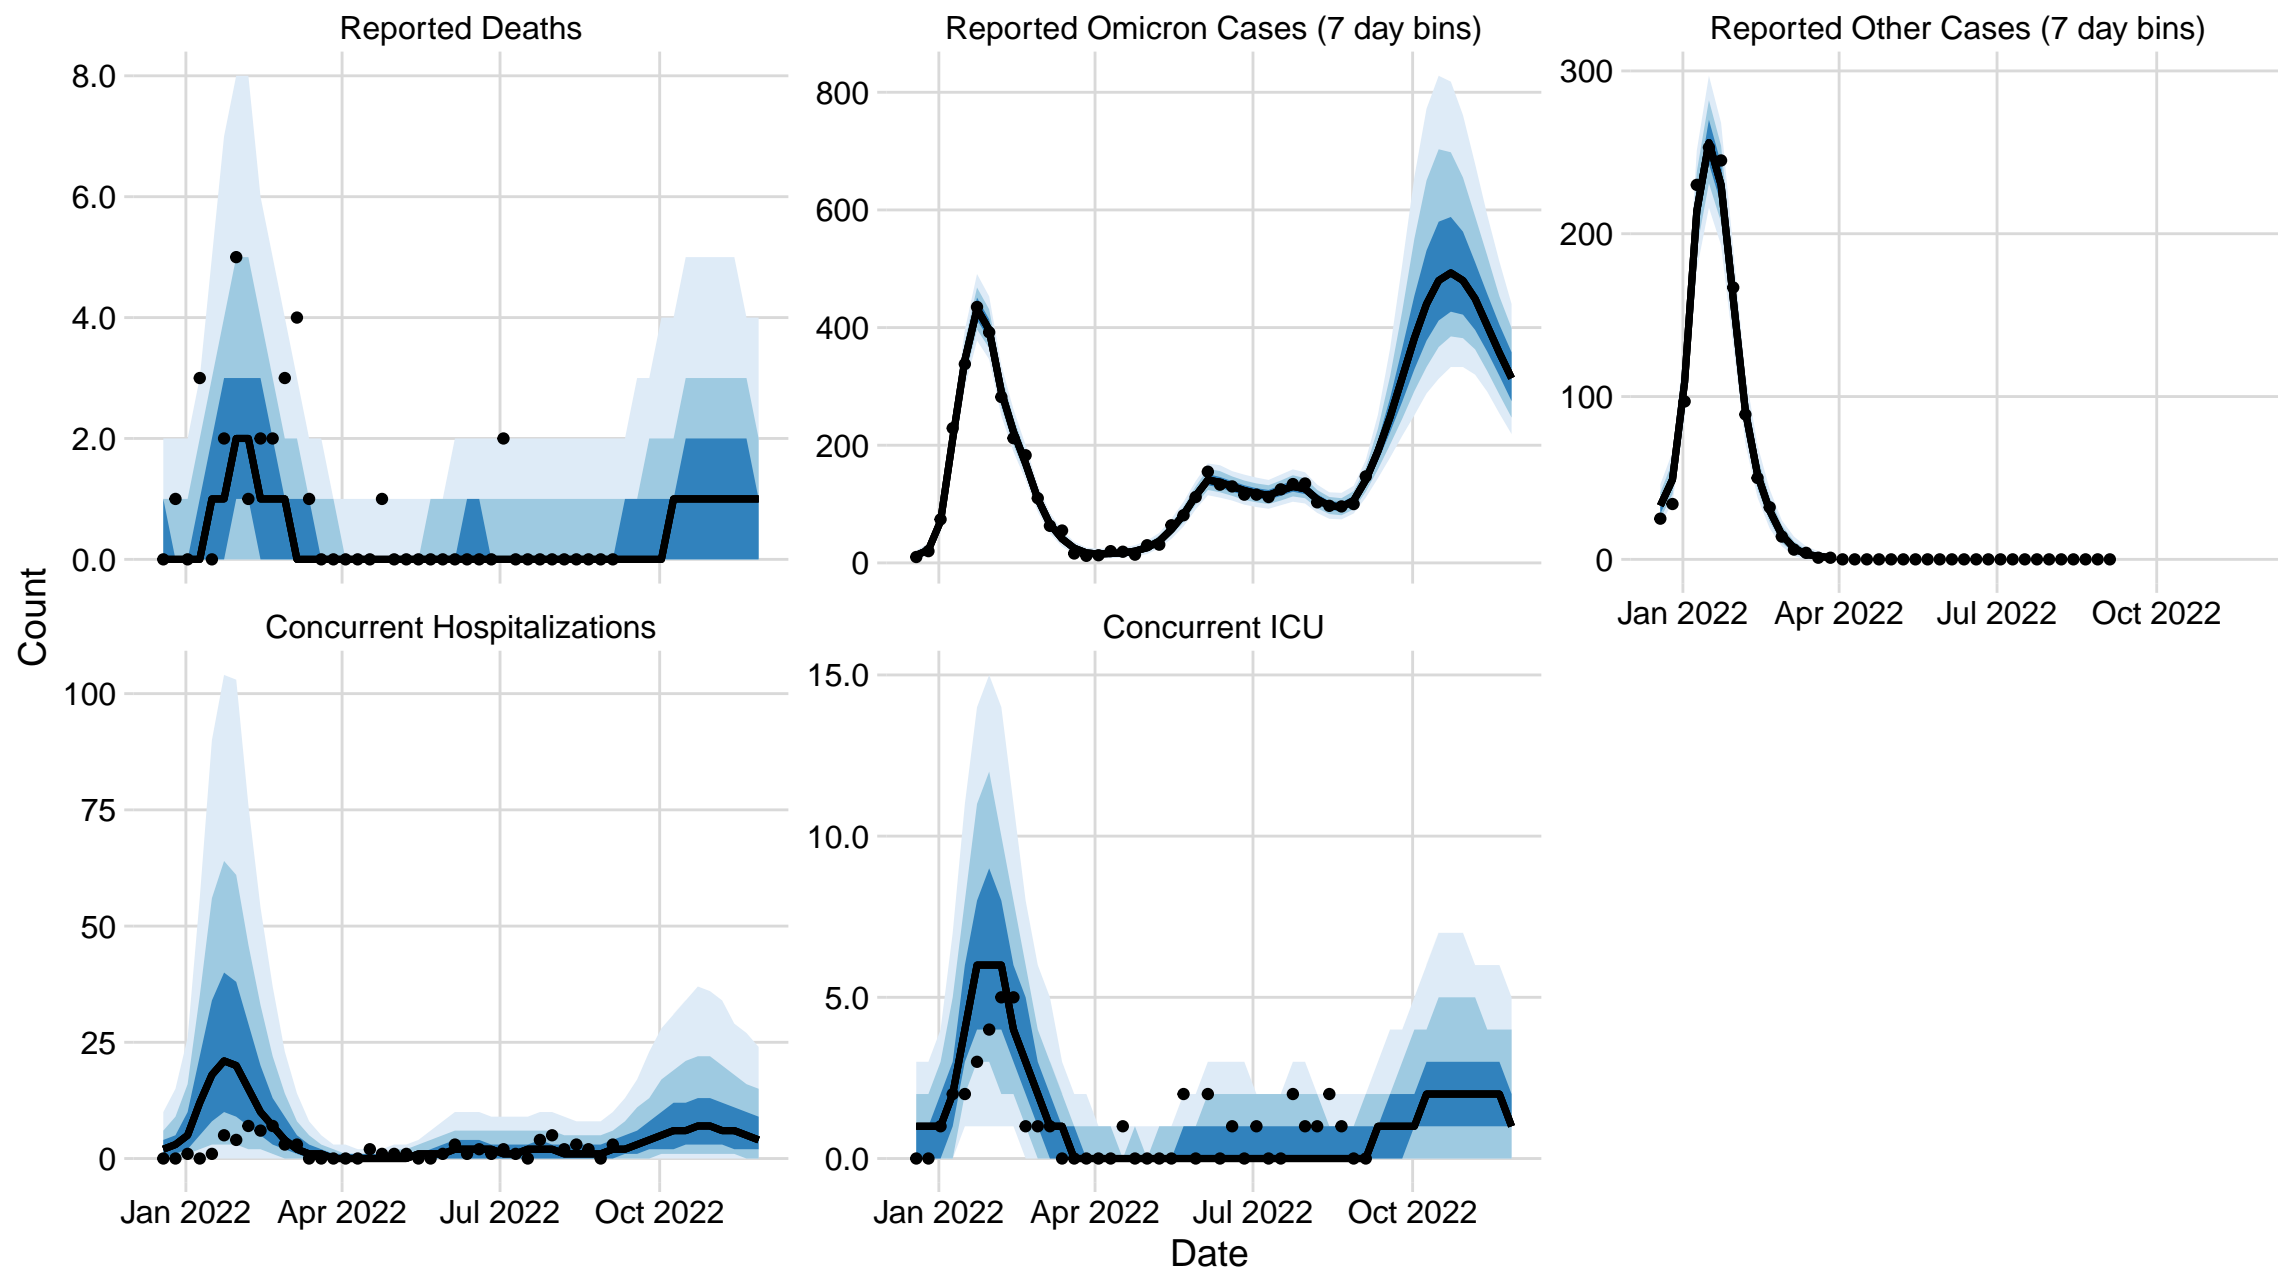 Reported Deaths
Reported Omicron Cases (7 day bins)
Reported Other Cases (7 day bins)
8.0
6.0
4.0
2.0
0.0
800
600
400
200
0
300
200
100
0
Jan 2022 Apr 2022 Jul 2022 Oct 2022
Count
Concurrent Hospitalizations
Concurrent ICU
100
75
50
25
0
15.0
10.0
5.0
0.0
Jan 2022 Apr 2022 Jul 2022 Oct 2022
Jan 2022 Apr 2022 Jul 2022 Oct 2022
Date